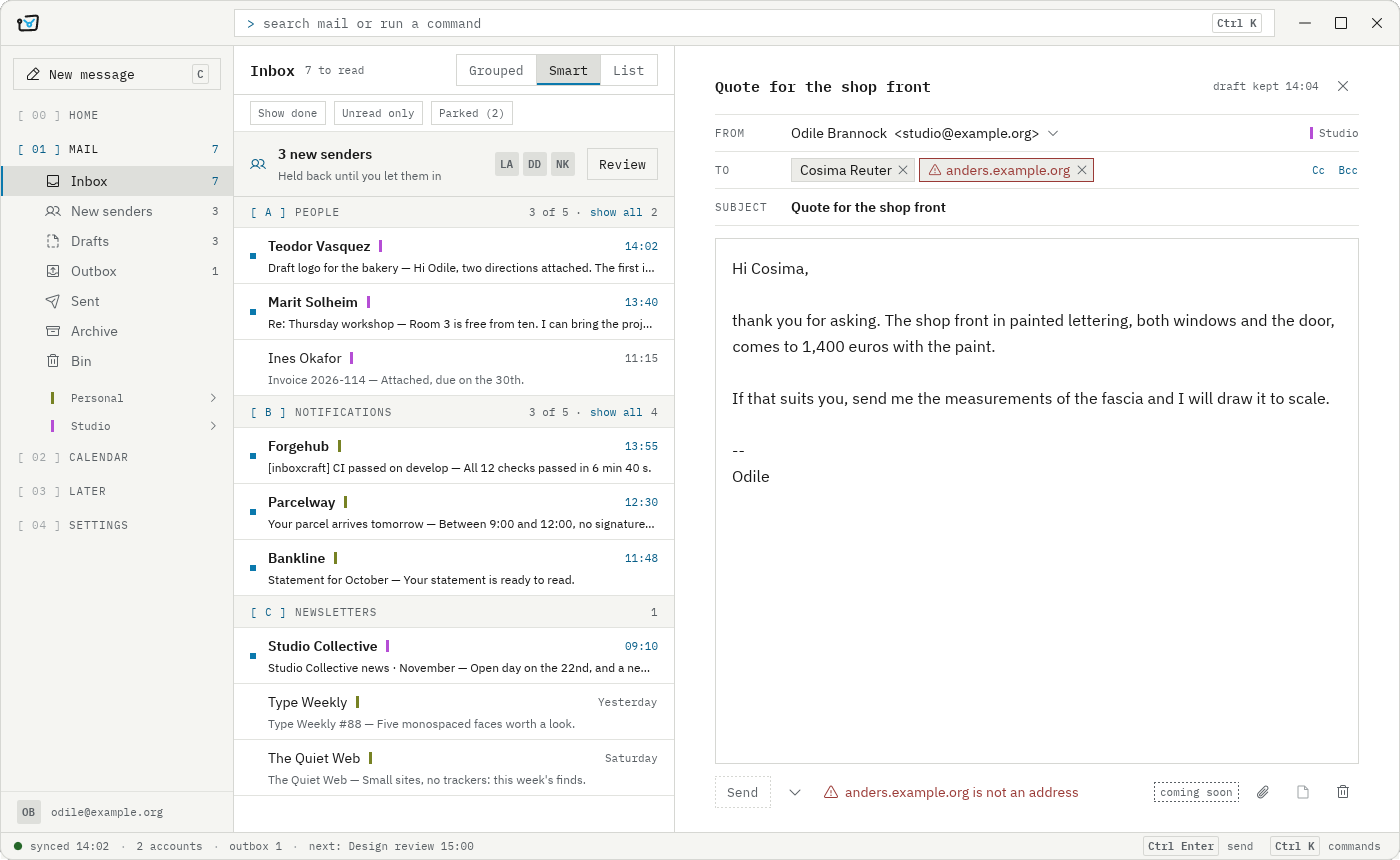 > search mail or run a command Ctrl K
New message C
[ 00 ] HOME
[ 01 ] MAIL 7
Inbox 7
New senders 3
Drafts 3
Outbox 1
Sent
Archive
Bin
Personal
Studio
[ 02 ] CALENDAR
[ 03 ] LATER
[ 04 ] SETTINGS
OB odile@example.org
Inbox 7 to read Grouped Smart List
Show done Unread only Parked (2)
3 new senders
Held back until you let them in
LA DD NK Review
[ A ] PEOPLE 3 of 5 · show all 2
Teodor Vasquez 14:02
Draft logo for the bakery — Hi Odile, two directions attached. The first i…
Marit Solheim 13:40
Re: Thursday workshop — Room 3 is free from ten. I can bring the proj…
Ines Okafor 11:15
Invoice 2026-114 — Attached, due on the 30th.
[ B ] NOTIFICATIONS 3 of 5 · show all 4
Forgehub 13:55
[inboxcraft] CI passed on develop — All 12 checks passed in 6 min 40 s.
Parcelway 12:30
Your parcel arrives tomorrow — Between 9:00 and 12:00, no signature…
Bankline 11:48
Statement for October — Your statement is ready to read.
[ C ] NEWSLETTERS 1
Studio Collective 09:10
Studio Collective news · November — Open day on the 22nd, and a ne…
Type Weekly Yesterday
Type Weekly #88 — Five monospaced faces worth a look.
The Quiet Web Saturday
The Quiet Web — Small sites, no trackers: this week's finds.
Quote for the shop front draft kept 14:04
FROM Odile Brannock <studio@example.org> Studio
TO Cosima Reuter anders.example.org Cc Bcc
SUBJECT Quote for the shop front
Hi Cosima,
thank you for asking. The shop front in painted lettering, both windows and the door,
comes to 1,400 euros with the paint.
If that suits you, send me the measurements of the fascia and I will draw it to scale.
--
Odile
Send anders.example.org is not an address coming soon
synced 14:02 · 2 accounts · outbox 1 · next: Design review 15:00 Ctrl Enter send Ctrl K commands